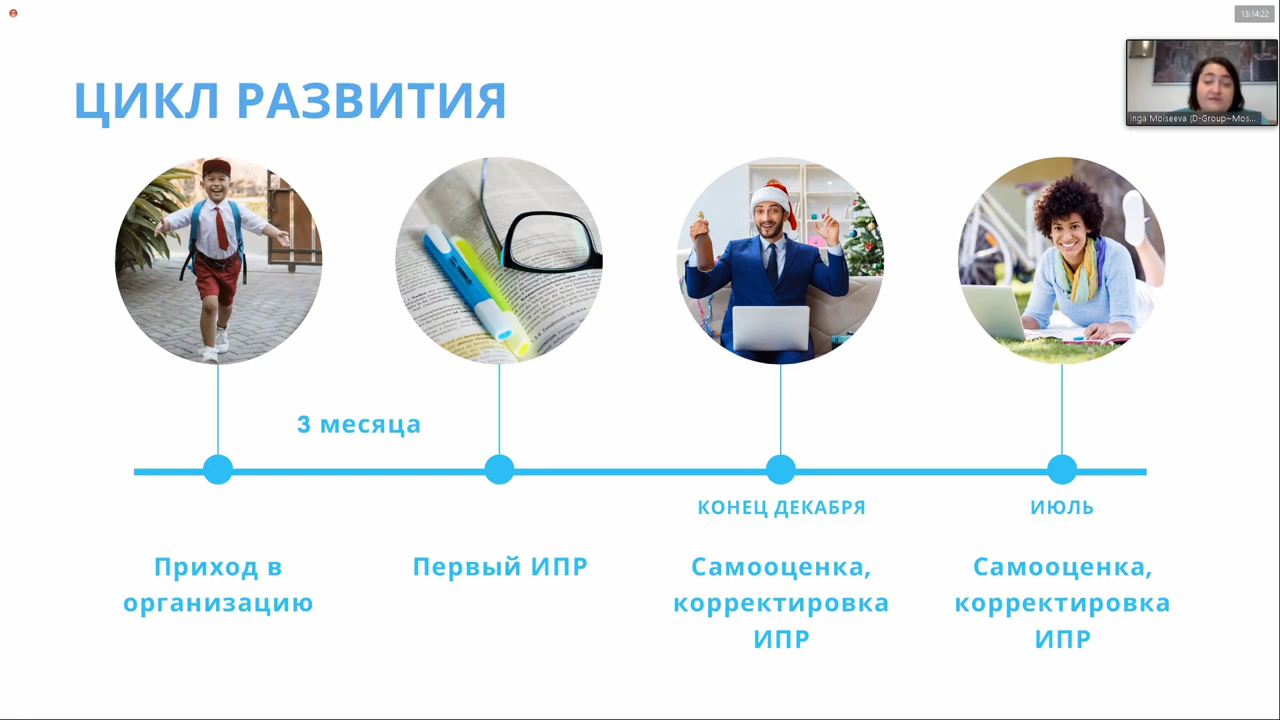 13:14:22
ЦИКЛ РАЗВИТИЯ
Inga Moiseeva (D-Group~Mos...
3 месяца
КОНЕЦ ДЕКАБРЯ
ИЮЛЬ
Приход в
организацию
Первый ИПР
Самооценка,
корректировка
ИПР
Самооценка,
корректировка
ИПР